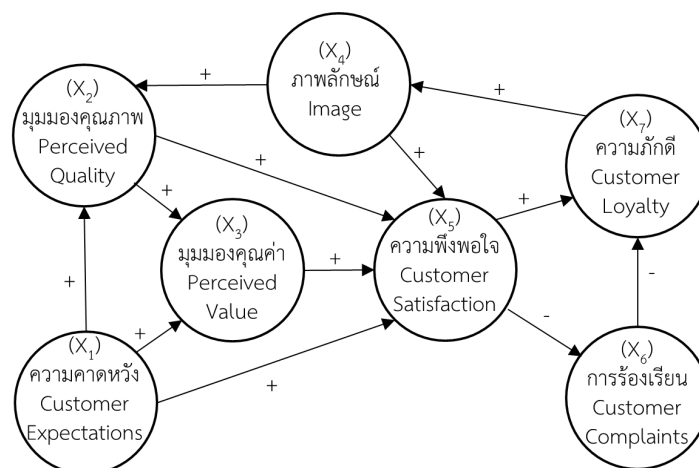 (X4)
ภาพลักษณ์
Image
(X2)
มุมมองคุณภาพ
Perceived
Quality
(X7)
ความภักดี
Customer
Loyalty
(X3)
มุมมองคุณค่า
Perceived
Value
(X5)
ความพึงพอใจ
Customer
Satisfaction
(X1)
ความคาดหวัง
Customer
Expectations
(X6)
การร้องเรียน
Customer
Complaints
+
+
+
+
+
+
+
+
+
+
-
-